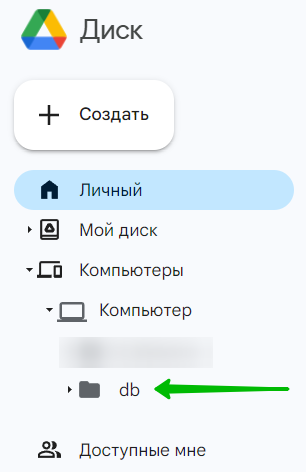 Диск
Создать
Личный
Мой диск
Компьютеры
Компьютер
db
Доступные мне